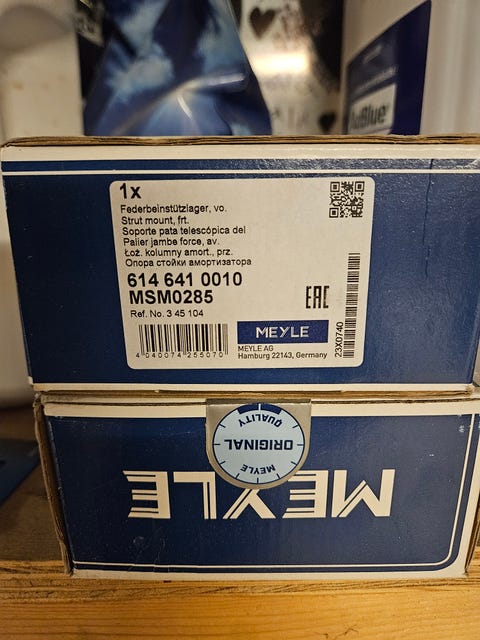 AdBlue
1x
Federbeinstützlager, vo.
Strut mount, frt.
Soporte pata telescópica del
Palier jambe force, av.
Łoż. kolumny amort., prz.
Опора стойки амортизатора
614 641 0010
MSM0285
Ref. No. 3 45 104
EAC
MEYLE
MEYLE AG
Hamburg 22143, Germany
4 040074 255070
23X0740
QUALITY
ORIGINAL
MEYLE
MEYLE